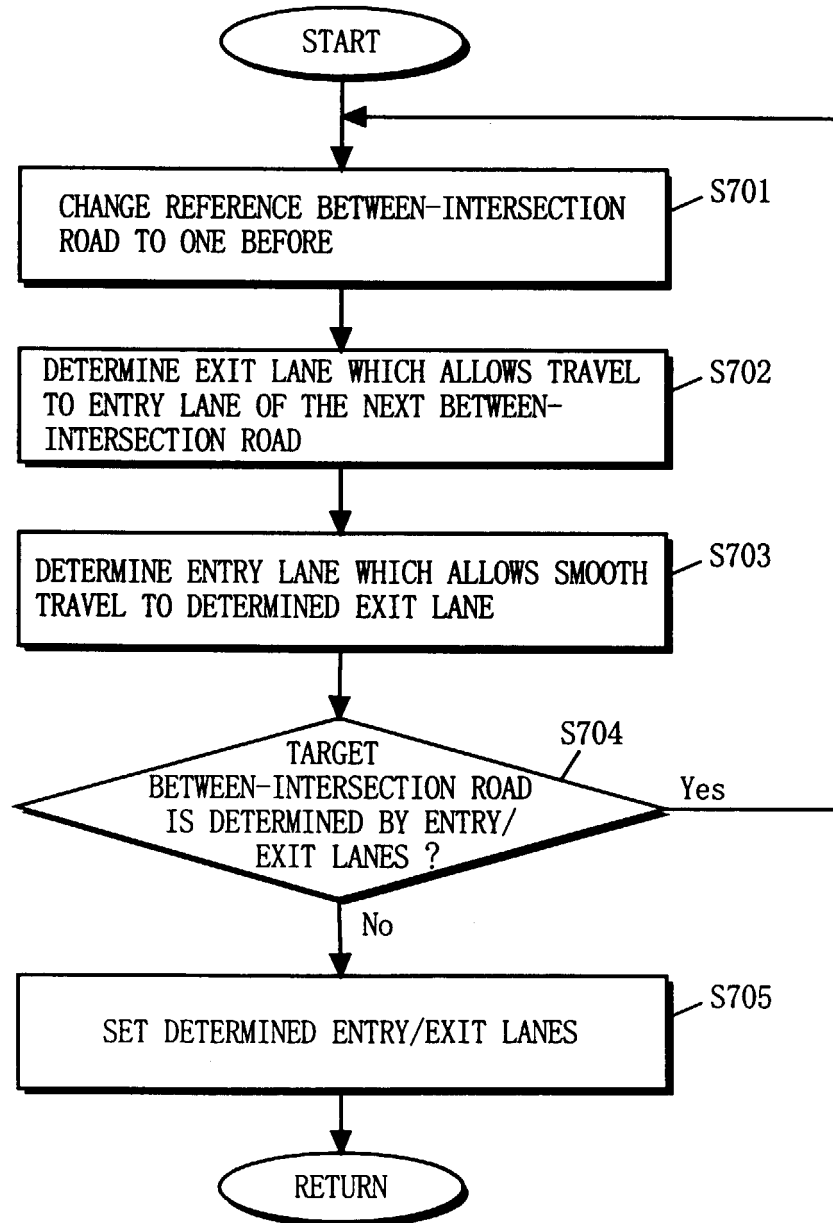 START
CHANGE REFERENCE BETWEEN-INTERSECTION
ROAD TO ONE BEFORE
S701
DETERMINE EXIT LANE WHICH ALLOWS TRAVEL
TO ENTRY LANE OF THE NEXT BETWEEN-
INTERSECTION ROAD
S702
DETERMINE ENTRY LANE WHICH ALLOWS SMOOTH
TRAVEL TO DETERMINED EXIT LANE
S703
TARGET
BETWEEN-INTERSECTION ROAD
IS DETERMINED BY ENTRY/
EXIT LANES ?
S704
Yes
No
SET DETERMINED ENTRY/EXIT LANES
S705
RETURN